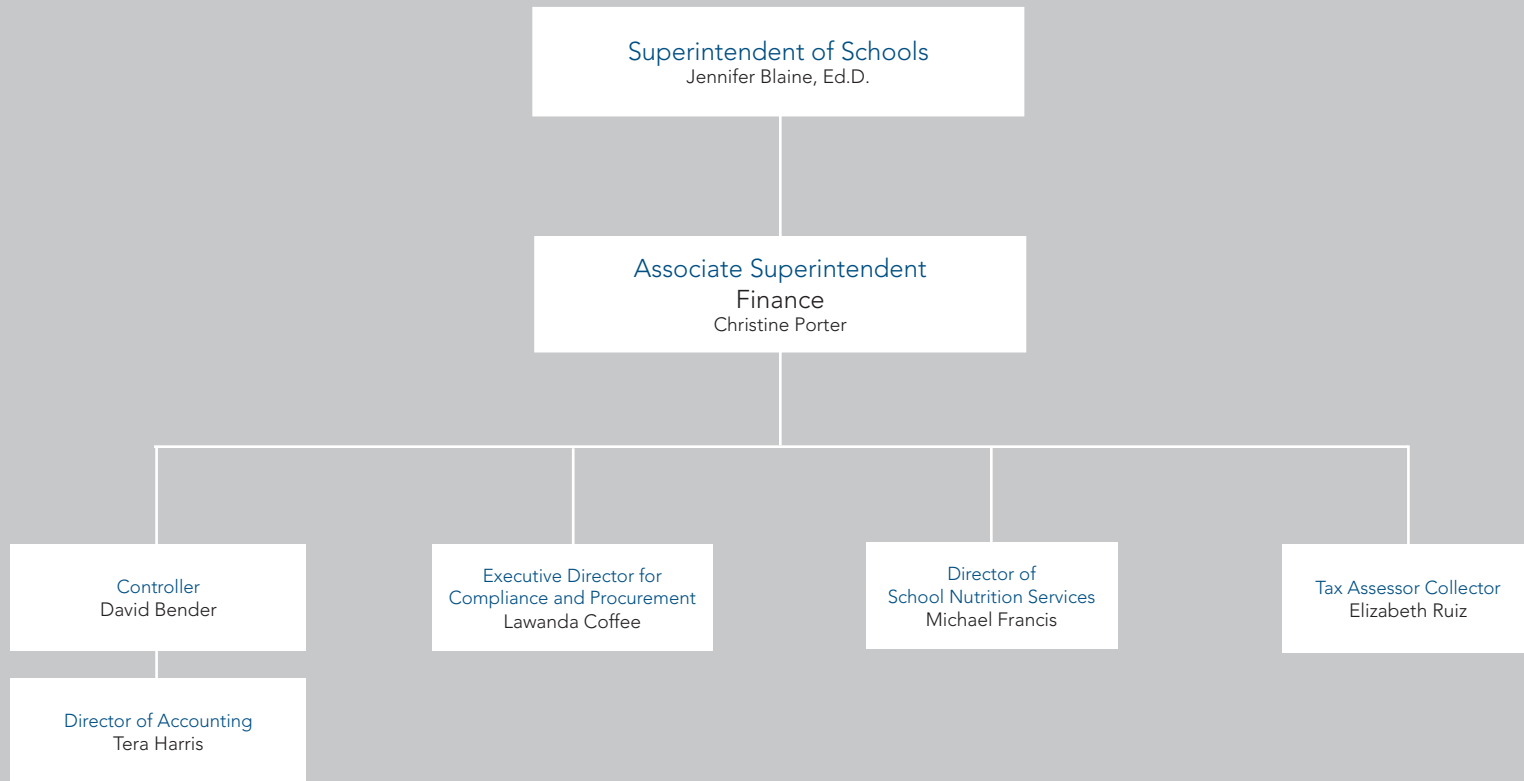 Superintendent of Schools
Jennifer Blaine, Ed.D.
Associate Superintendent
Finance
Christine Porter
Controller
David Bender
Executive Director for
Compliance and Procurement
Lawanda Coffee
Director of
School Nutrition Services
Michael Francis
Tax Assessor Collector
Elizabeth Ruiz
Director of Accounting
Tera Harris